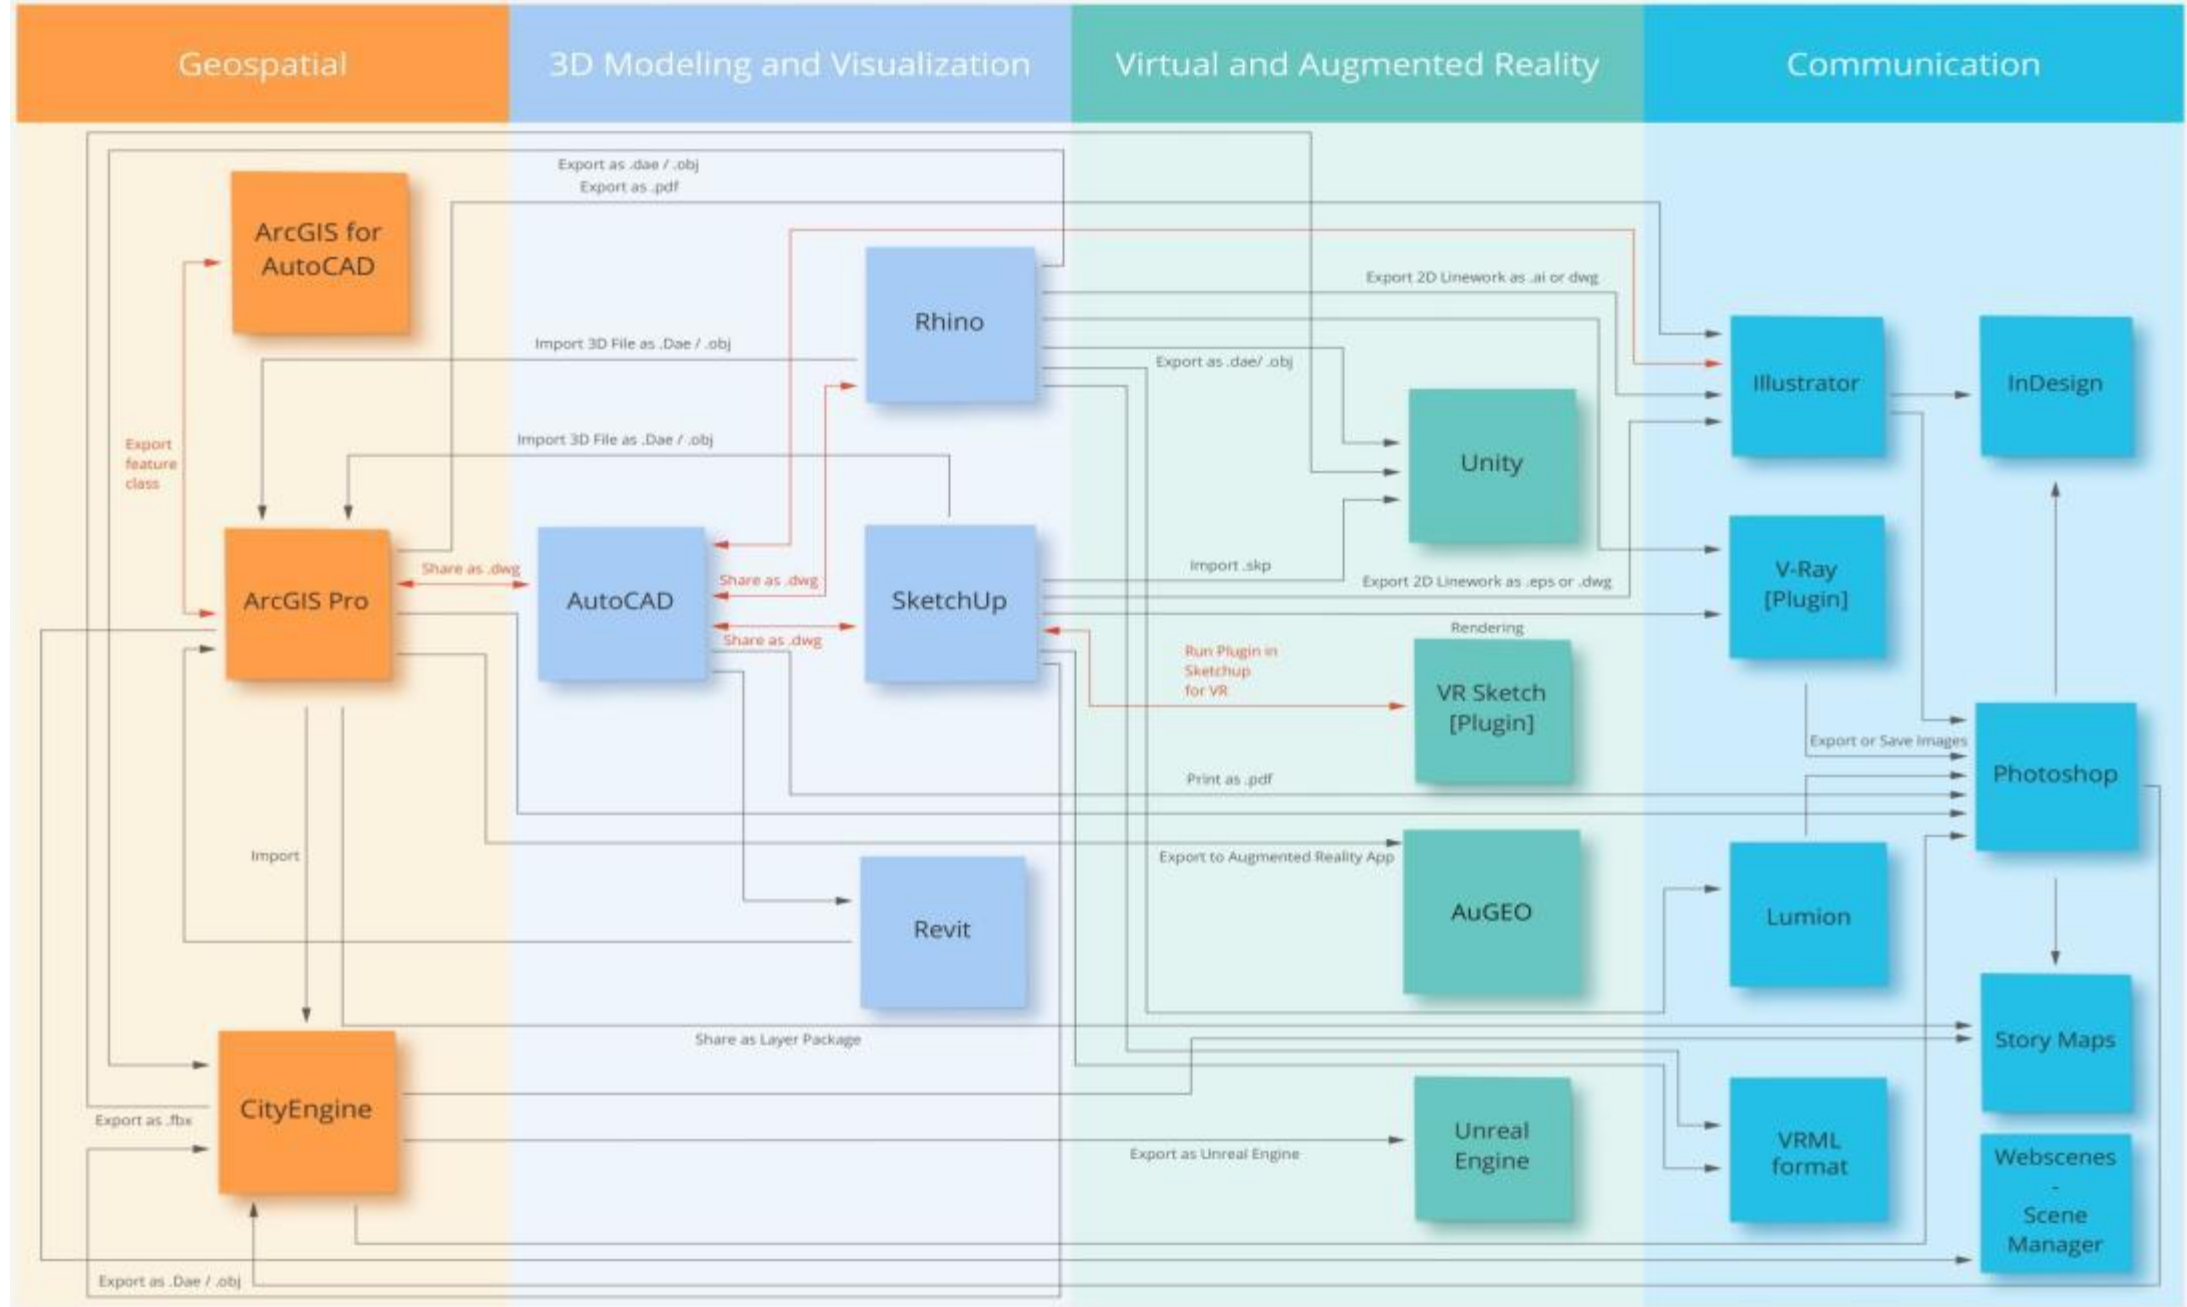 Geospatial
3D Modeling and Visualization
Virtual and Augmented Reality
Communication
Export as .dae / .obj
Export as .pdf
ArcGIS for
AutoCAD
Rhino
Export 2D Linework as .ai or dwg
Import 3D File as .Dae / .obj
Export as .dae/ .obj
Illustrator
InDesign
Export
feature
class
Import 3D File as .Dae / .obj
Unity
ArcGIS Pro
Share as .dwg
AutoCAD
Share as .dwg
Share as .dwg
SketchUp
Import .skp
Export 2D Linework as .eps or .dwg
V-Ray
[Plugin]
Rendering
Run Plugin in
Sketchup
for VR
VR Sketch
[Plugin]
Export or Save Images
Photoshop
Print as .pdf
Import
Export to Augmented Reality App
AuGEO
Revit
Lumion
Share as Layer Package
Story Maps
CityEngine
Export as .fbx
Export as Unreal Engine
Unreal
Engine
VRML
format
Webscenes
-
Scene
Manager
Export as .Dae / .obj